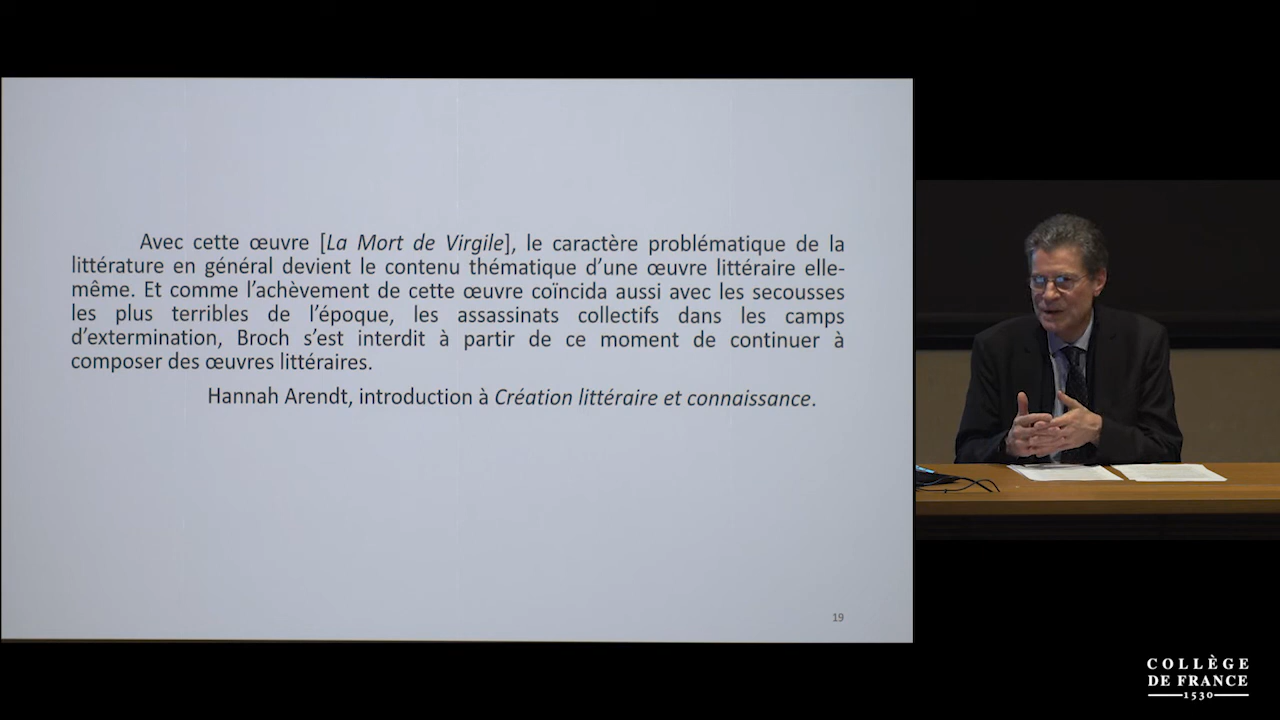 Avec cette œuvre [La Mort de Virgile], le caractère problématique de la
littérature en général devient le contenu thématique d'une œuvre littéraire elle-
même. Et comme l'achèvement de cette œuvre coïncida aussi avec les secousses
les plus terribles de l'époque, les assassinats collectifs dans les camps
d'extermination, Broch s'est interdit à partir de ce moment de continuer à
composer des œuvres littéraires.
Hannah Arendt, introduction à Création littéraire et connaissance.
19
COLLÈGE
DE FRANCE
1530